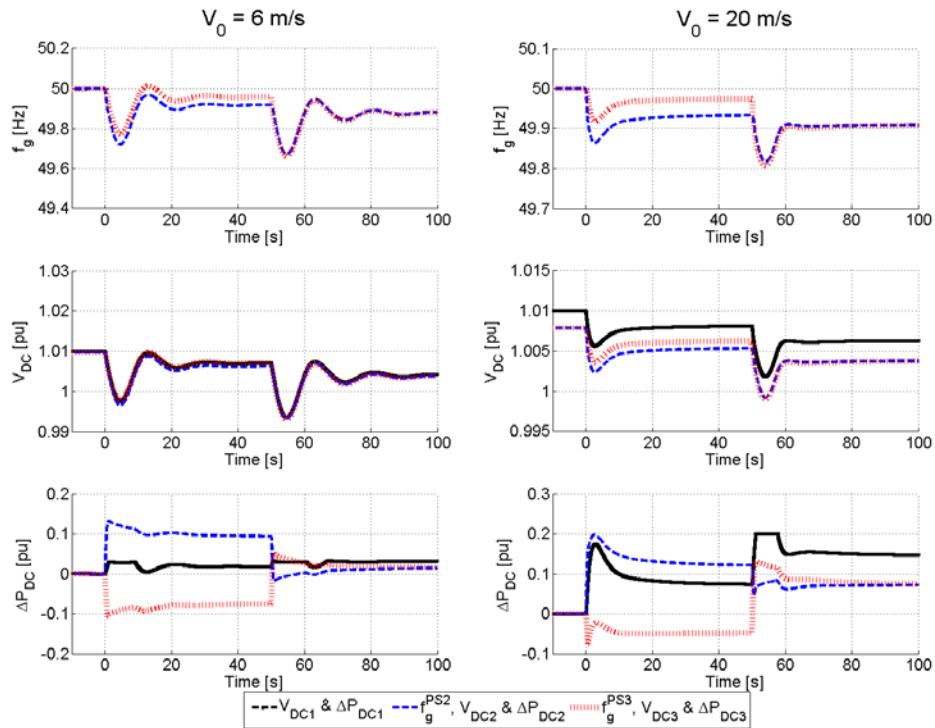 V_0 = 6 m/s
50.2
50
49.8
49.6
49.4
f_g [Hz]
0 20 40 60 80 100
Time [s]
V_0 = 20 m/s
50.1
50
49.9
49.8
49.7
f_g [Hz]
0 20 40 60 80 100
Time [s]
1.03
1.02
1.01
1
0.99
V_DC [pu]
0 20 40 60 80 100
Time [s]
1.015
1.01
1.005
1
0.995
V_DC [pu]
0 20 40 60 80 100
Time [s]
0.2
0.1
0
-0.1
0.2
ΔP_DC [pu]
0 20 40 60 80 100
Time [s]
0.3
0.2
0.1
0
-0.1
ΔP_DC [pu]
0 20 40 60 80 100
Time [s]
V_DC1 & ΔP_DC1 f_g^PS2, V_DC2 & ΔP_DC2 f_g^PS3, V_DC3 & ΔP_DC3